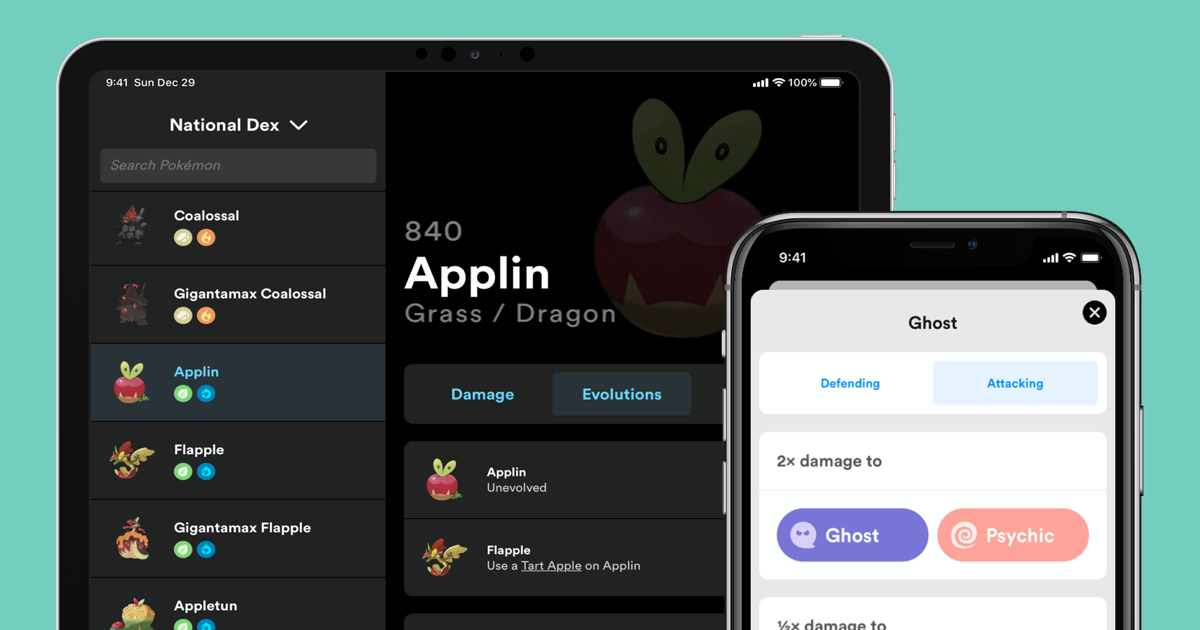 9:41 Sun Dec 29
100%
National Dex
Search Pokémon
Coalossal
Gigantamax Coalossal
Applin
Flapple
Gigantamax Flapple
Appletun
840
Applin
Grass / Dragon
Damage
Evolutions
Applin
Unevolved
Flapple
Use a Tart Apple on Applin
9:41
Ghost
Defending
Attacking
2× damage to
Ghost
Psychic
½× damage to